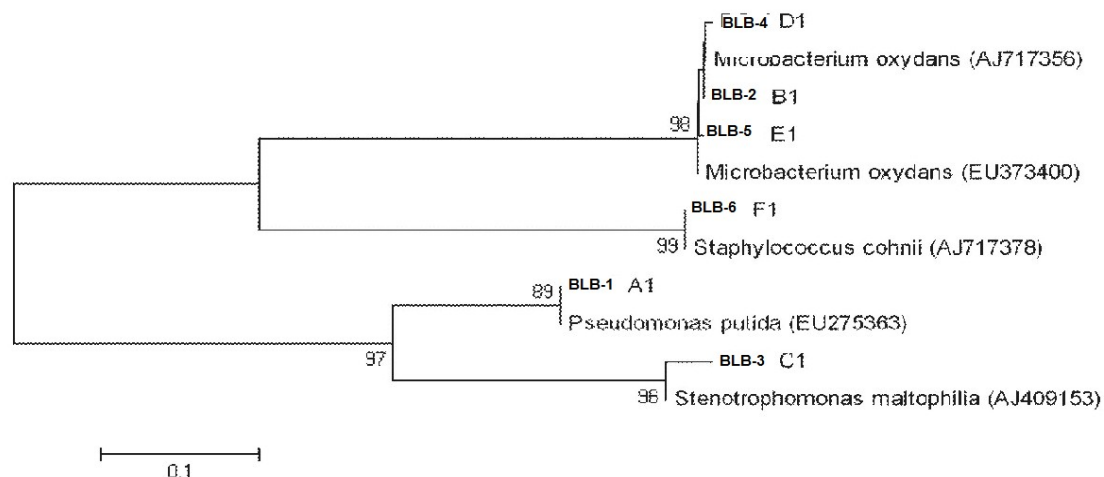 BLB-4 D1
Microbacterium oxydans (AJ717356)
BLB-2 B1
98
BLB-5 E1
Microbacterium oxydans (EU373400)
BLB-6 F1
99
Staphylococcus cohnii (AJ717378)
BLB-1 A1
89
Pseudomonas putida (EU275363)
97
BLB-3 C1
98
Stenotrophomonas maltophilia (AJ409153)
0.1